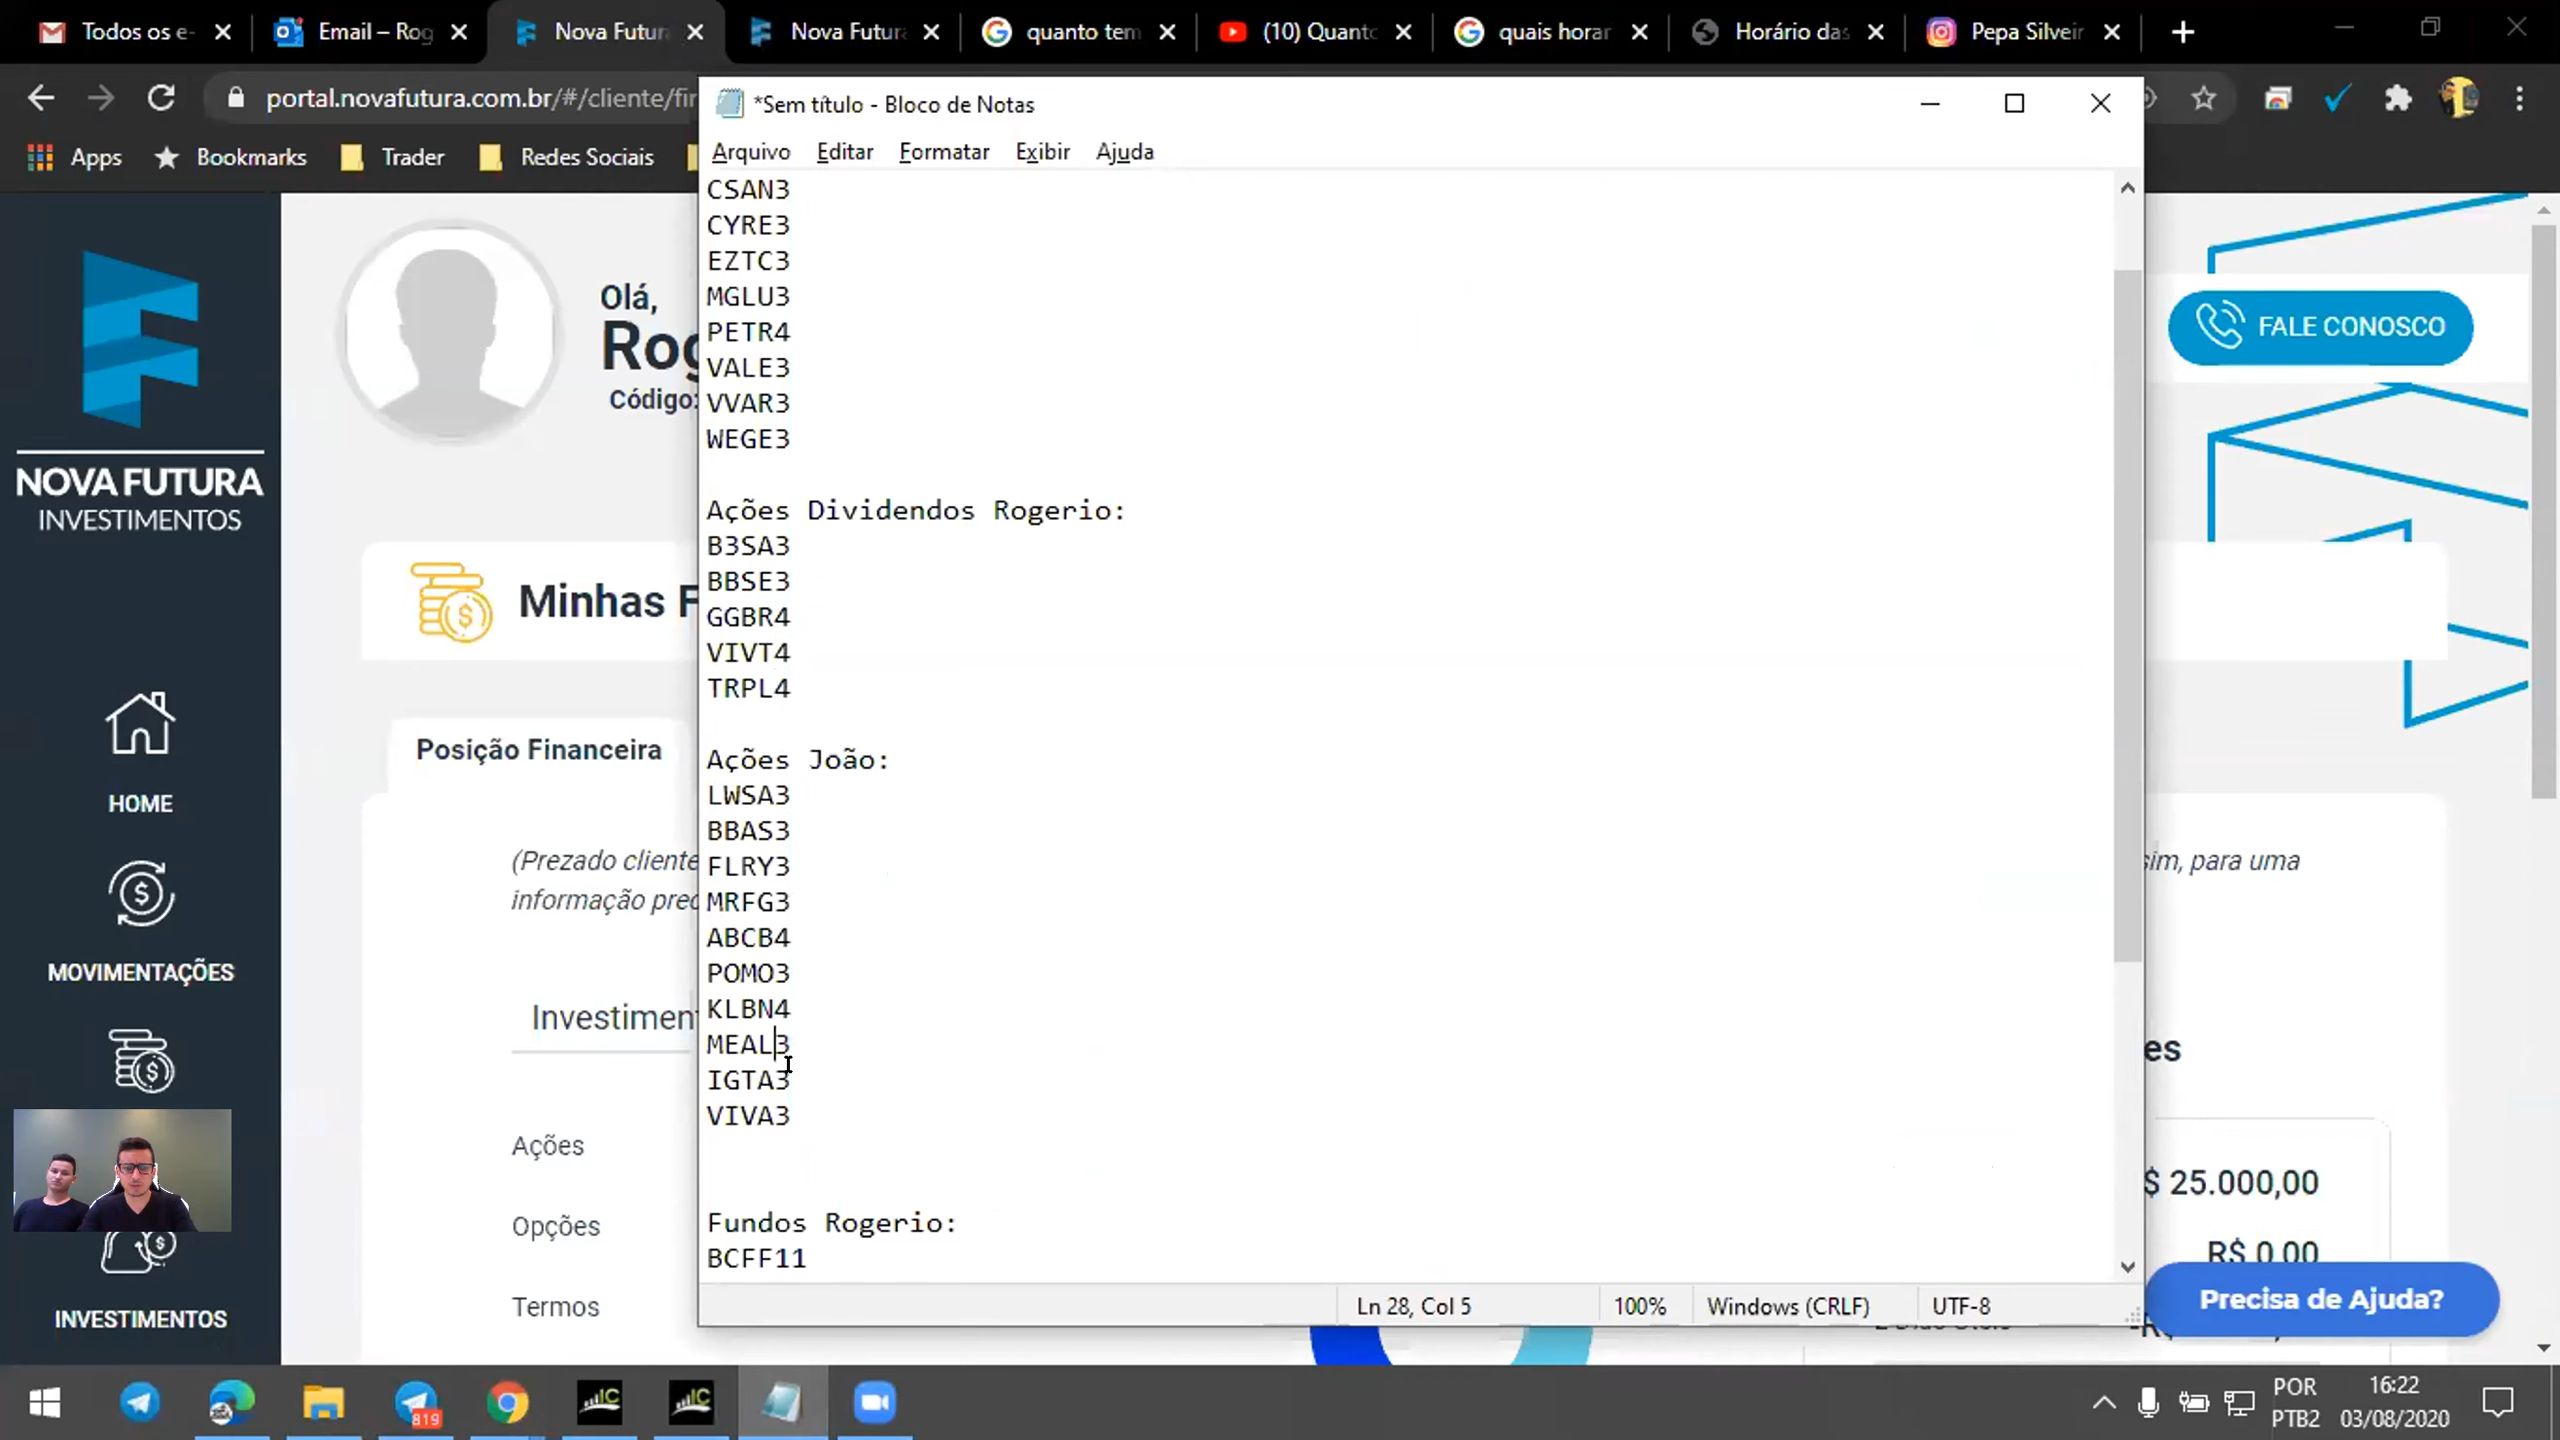 Todos os e-
Email – Rog
Nova Futur
Nova Futur
quanto tem
(10) Quanto
quais horar
Horário das
Pepa Silveir
portal.novafutura.com.br/#/cliente/fir
Apps
Bookmarks
Trader
Redes Sociais
*Sem título - Bloco de Notas
Arquivo Editar Formatar Exibir Ajuda
CSAN3
CYRE3
EZTC3
MGLU3
PETR4
VALE3
VVAR3
WEGE3
Ações Dividendos Rogerio:
B3SA3
BBSE3
GGBR4
VIVT4
TRPL4
Ações João:
LWSA3
BBAS3
FLRY3
MRFG3
ABCB4
POMO3
KLBN4
MEAL3
IGTA3
VIVA3
Fundos Rogerio:
BCFF11
Ln 28, Col 5
100%
Windows (CRLF)
UTF-8
NOVA FUTURA
INVESTIMENTOS
HOME
MOVIMENTAÇÕES
INVESTIMENTOS
Olá,
Rog
Código:
FALE CONOSCO
Minhas F
Posição Financeira
(Prezado cliente
sim, para uma
informação prec
Investiment
es
Ações
$ 25.000,00
Opções
R$ 0,00
Termos
Precisa de Ajuda?
819
IC
IC
POR
PTB2
16:22
03/08/2020